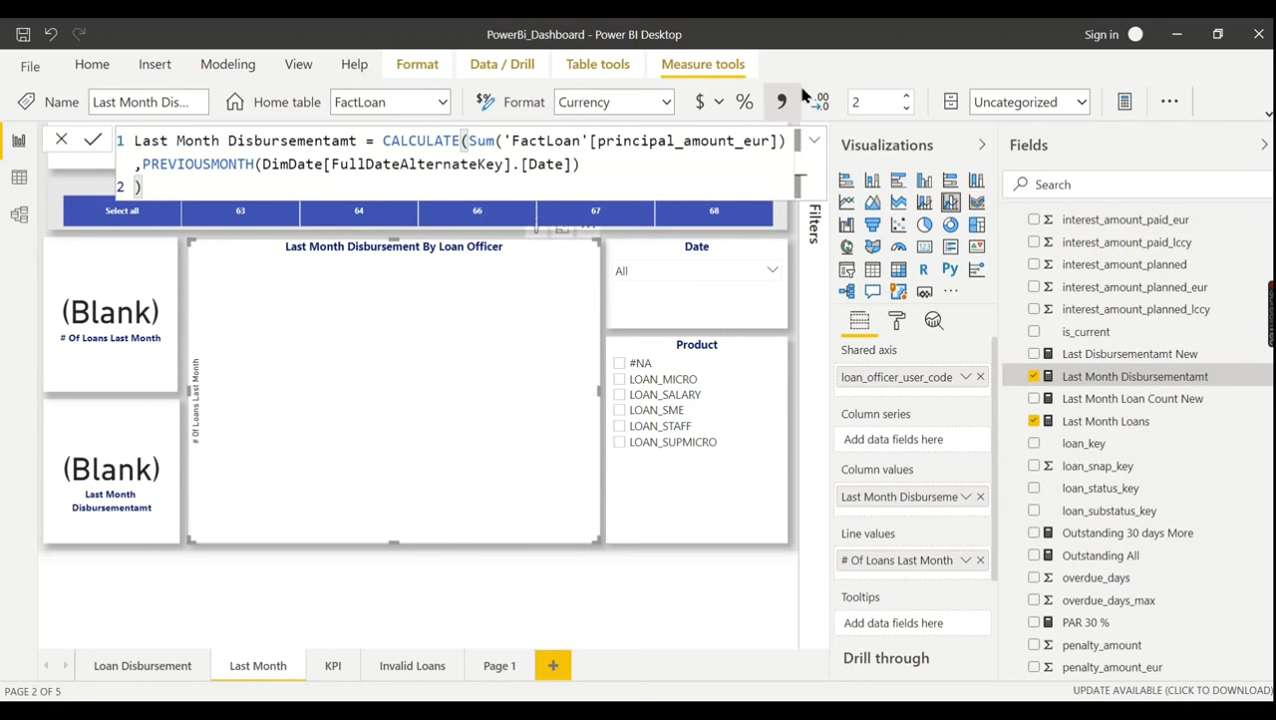 PowerBi_Dashboard - Power BI Desktop
Sign in
File
Home
Insert
Modeling
View
Help
Format
Data / Drill
Table tools
Measure tools
Name
Last Month Dis...
Home table
FactLoan
Format
Currency
$
%
2
Uncategorized
1 Last Month Disbursementamt = CALCULATE(Sum('FactLoan'[principal_amount_eur])
,PREVIOUSMONTH(DimDate[FullDateAlternateKey].[Date])
2 )
Select all
63
64
66
67
68
(Blank)
# Of Loans Last Month
(Blank)
Last Month
Disbursementamt
Last Month Disbursement By Loan Officer
# Of Loans Last Month
Date
All
Product
#NA
LOAN_MICRO
LOAN_SALARY
LOAN_SME
LOAN_STAFF
LOAN_SUPMICRO
Filters
Visualizations
R
Py
Shared axis
loan_officer_user_code
Column series
Add data fields here
Column values
Last Month Disburseme
Line values
# Of Loans Last Month
Tooltips
Add data fields here
Drill through
Fields
Search
interest_amount_paid_eur
interest_amount_paid_lccy
interest_amount_planned
interest_amount_planned_eur
interest_amount_planned_lccy
is_current
Last Disbursementamt New
Last Month Disbursementamt
Last Month Loan Count New
Last Month Loans
loan_key
loan_snap_key
loan_status_key
loan_substatus_key
Outstanding 30 days More
Outstanding All
overdue_days
overdue_days_max
PAR 30 %
penalty_amount
penalty_amount_eur
Loan Disbursement
Last Month
KPI
Invalid Loans
Page 1
PAGE 2 OF 5
UPDATE AVAILABLE (CLICK TO DOWNLOAD)